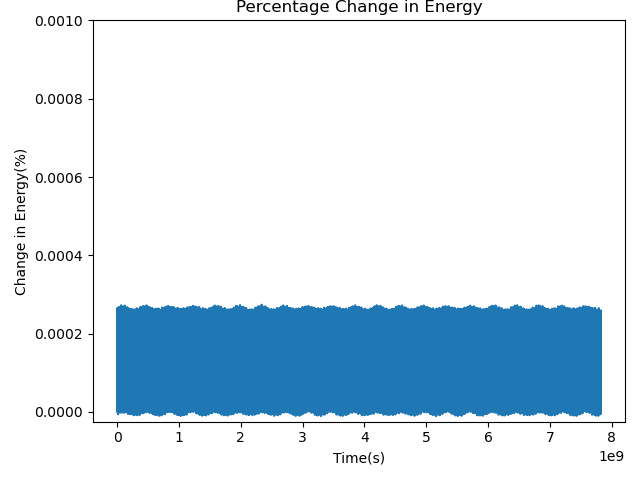 Percentage Change in Energy
0.0010
0.0008
0.0006
0.0004
0.0002
0.0000
Change in Energy(%)
0 1 2 3 4 5 6 7 8
1e9
Time(s)